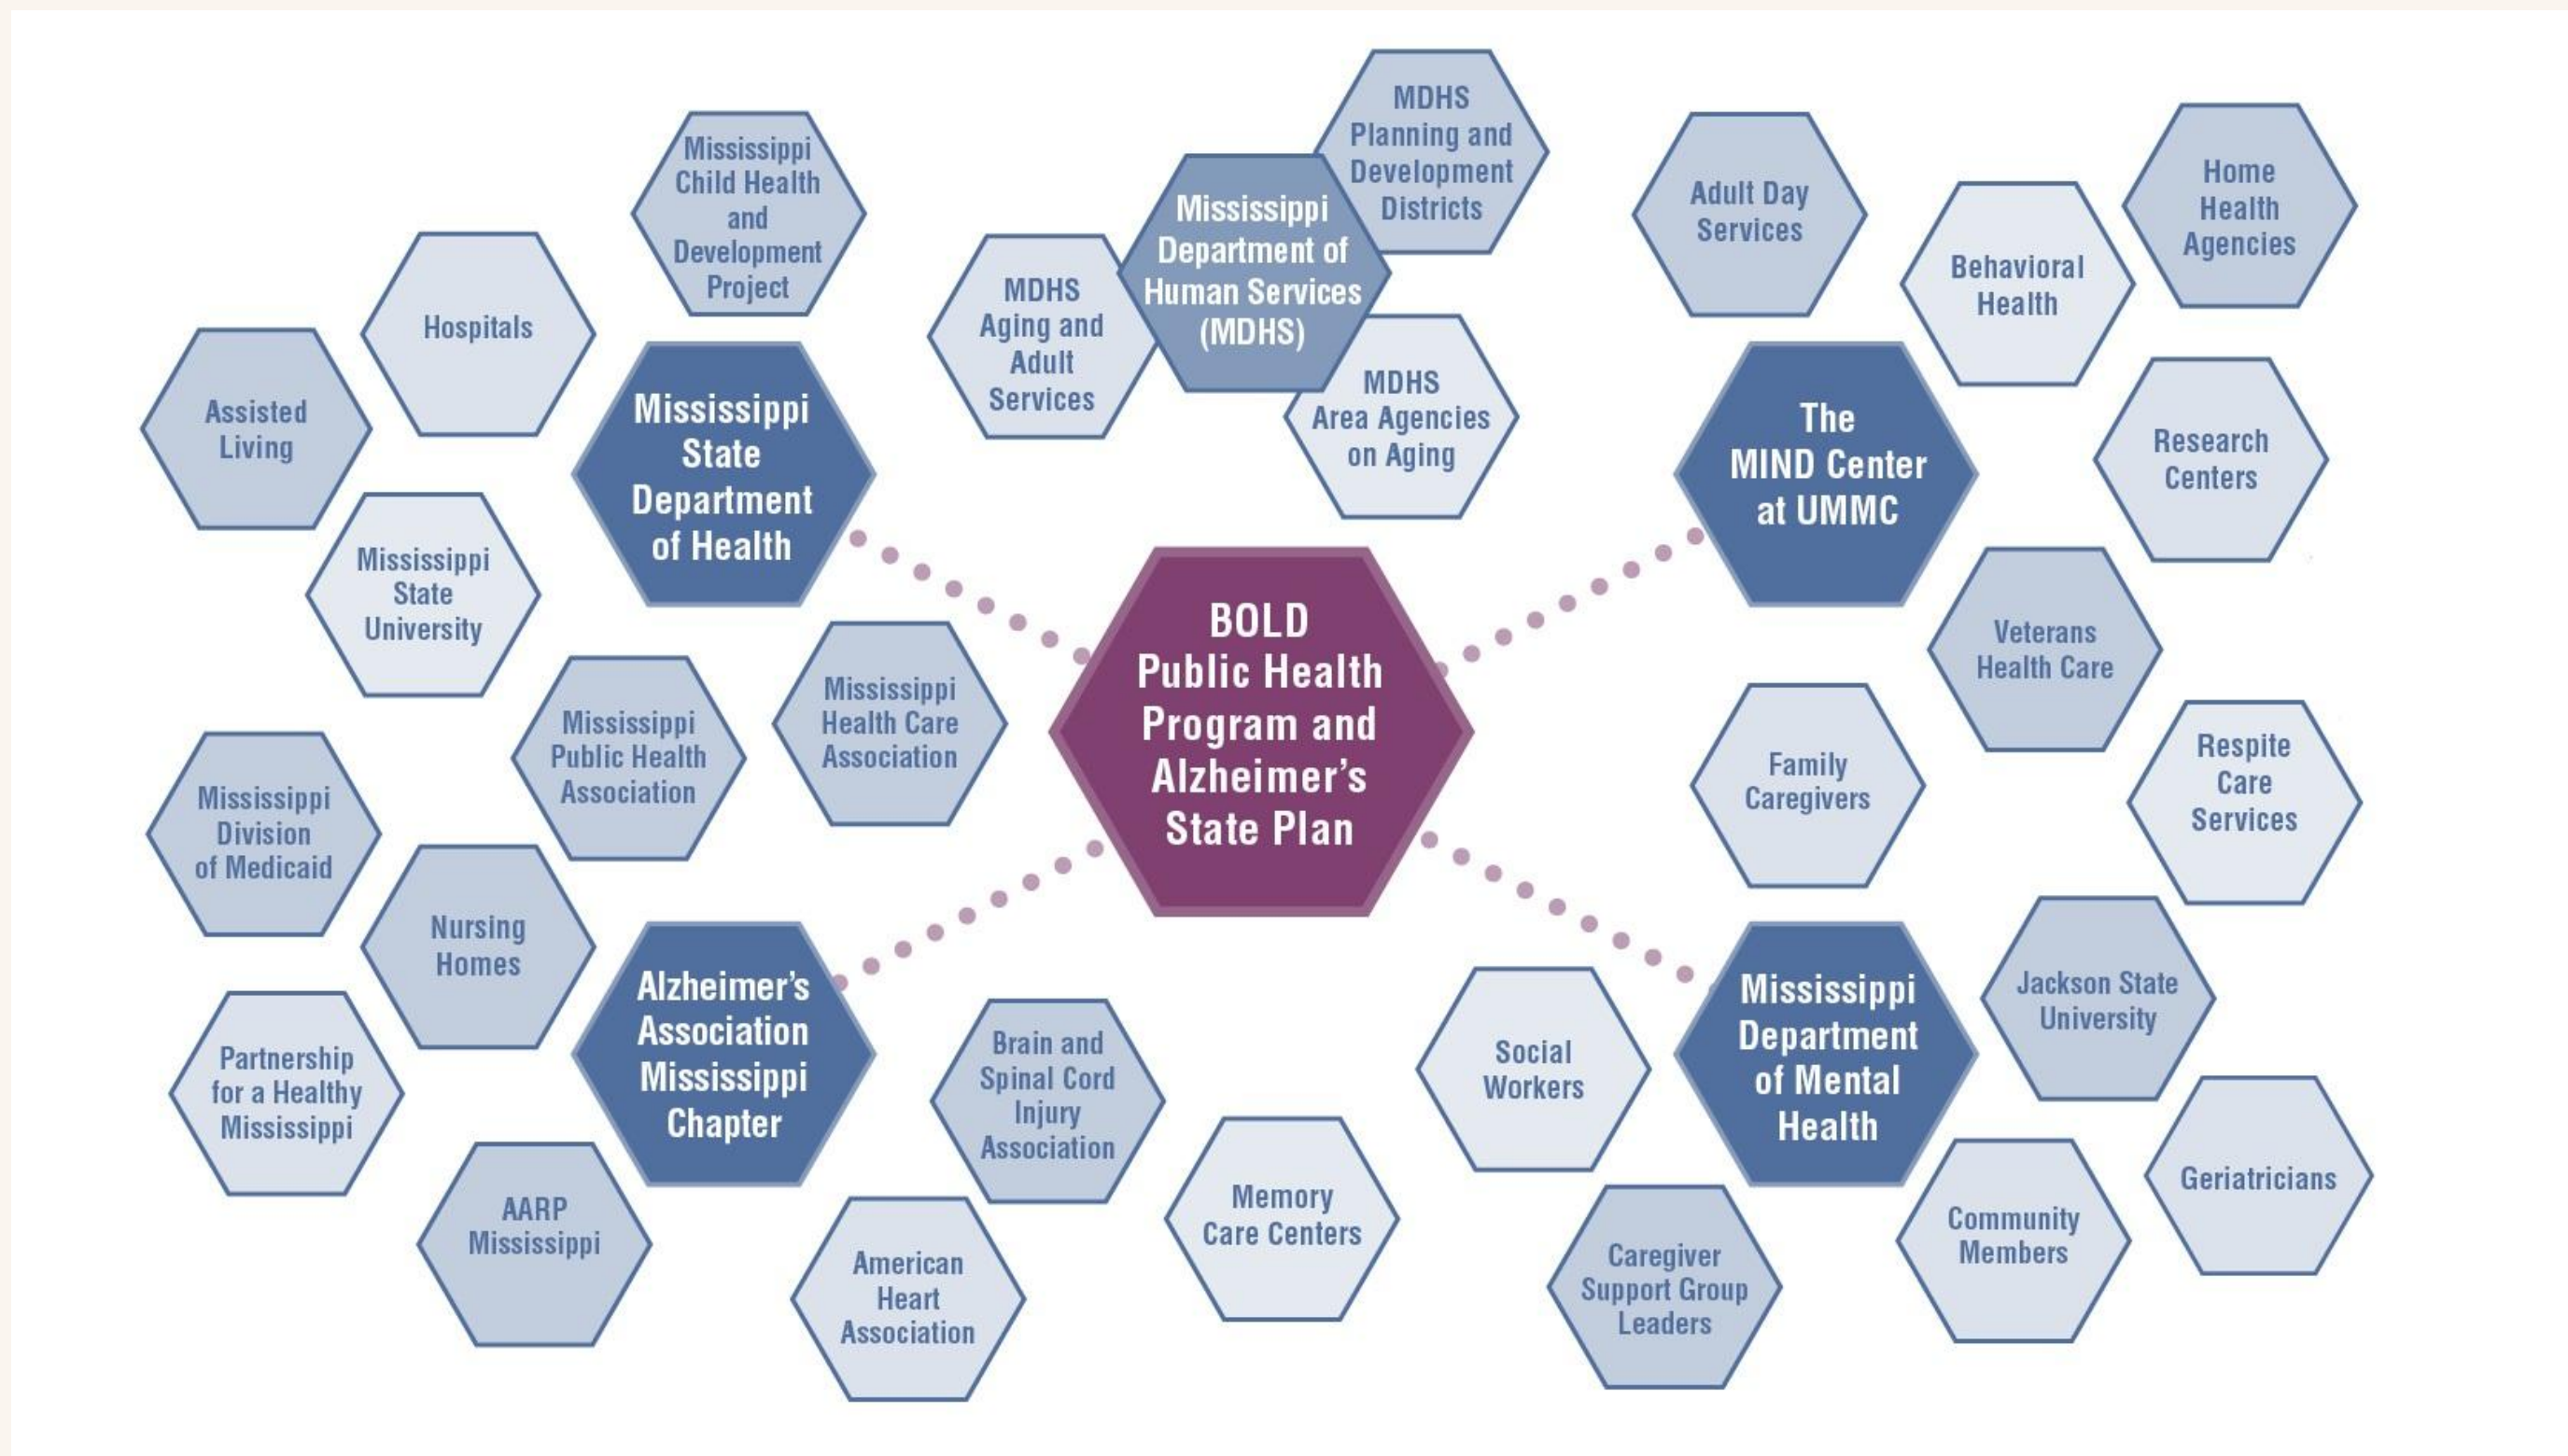 MDHS
Planning and
Development
Districts
Mississippi
Child Health
and
Development
Project
Mississippi
Department of
Human Services
(MDHS)
Adult Day
Services
Home
Health
Agencies
Behavioral
Health
Hospitals
MDHS
Aging and
Adult
Services
MDHS
Area Agencies
on Aging
Assisted
Living
Mississippi
State
Department
of Health
The
MIND Center
at UMMC
Research
Centers
Mississippi
State
University
BOLD
Public Health
Program and
Alzheimer’s
State Plan
Veterans
Health Care
Mississippi
Public Health
Association
Mississippi
Health Care
Association
Family
Caregivers
Respite
Care
Services
Mississippi
Division
of Medicaid
Nursing
Homes
Alzheimer’s
Association
Mississippi
Chapter
Brain and
Spinal Cord
Injury
Association
Social
Workers
Mississippi
Department
of Mental
Health
Jackson State
University
Partnership
for a Healthy
Mississippi
Geriatricians
AARP
Mississippi
American
Heart
Association
Memory
Care Centers
Caregiver
Support Group
Leaders
Community
Members